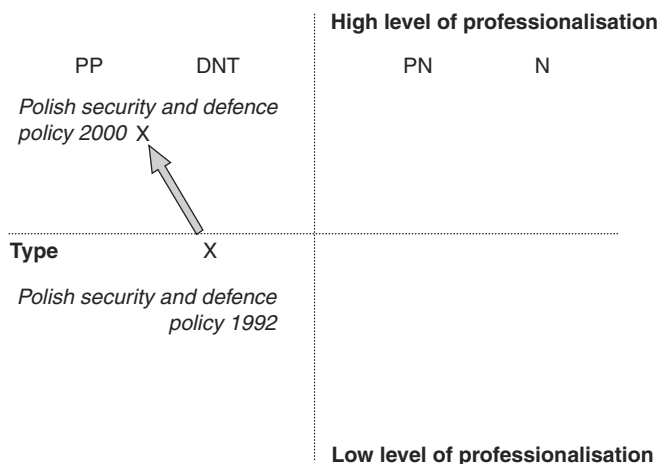 High level of professionalisation
PP DNT PN N
Polish security and defence
policy 2000 X
Type X
Polish security and defence
policy 1992
Low level of professionalisation